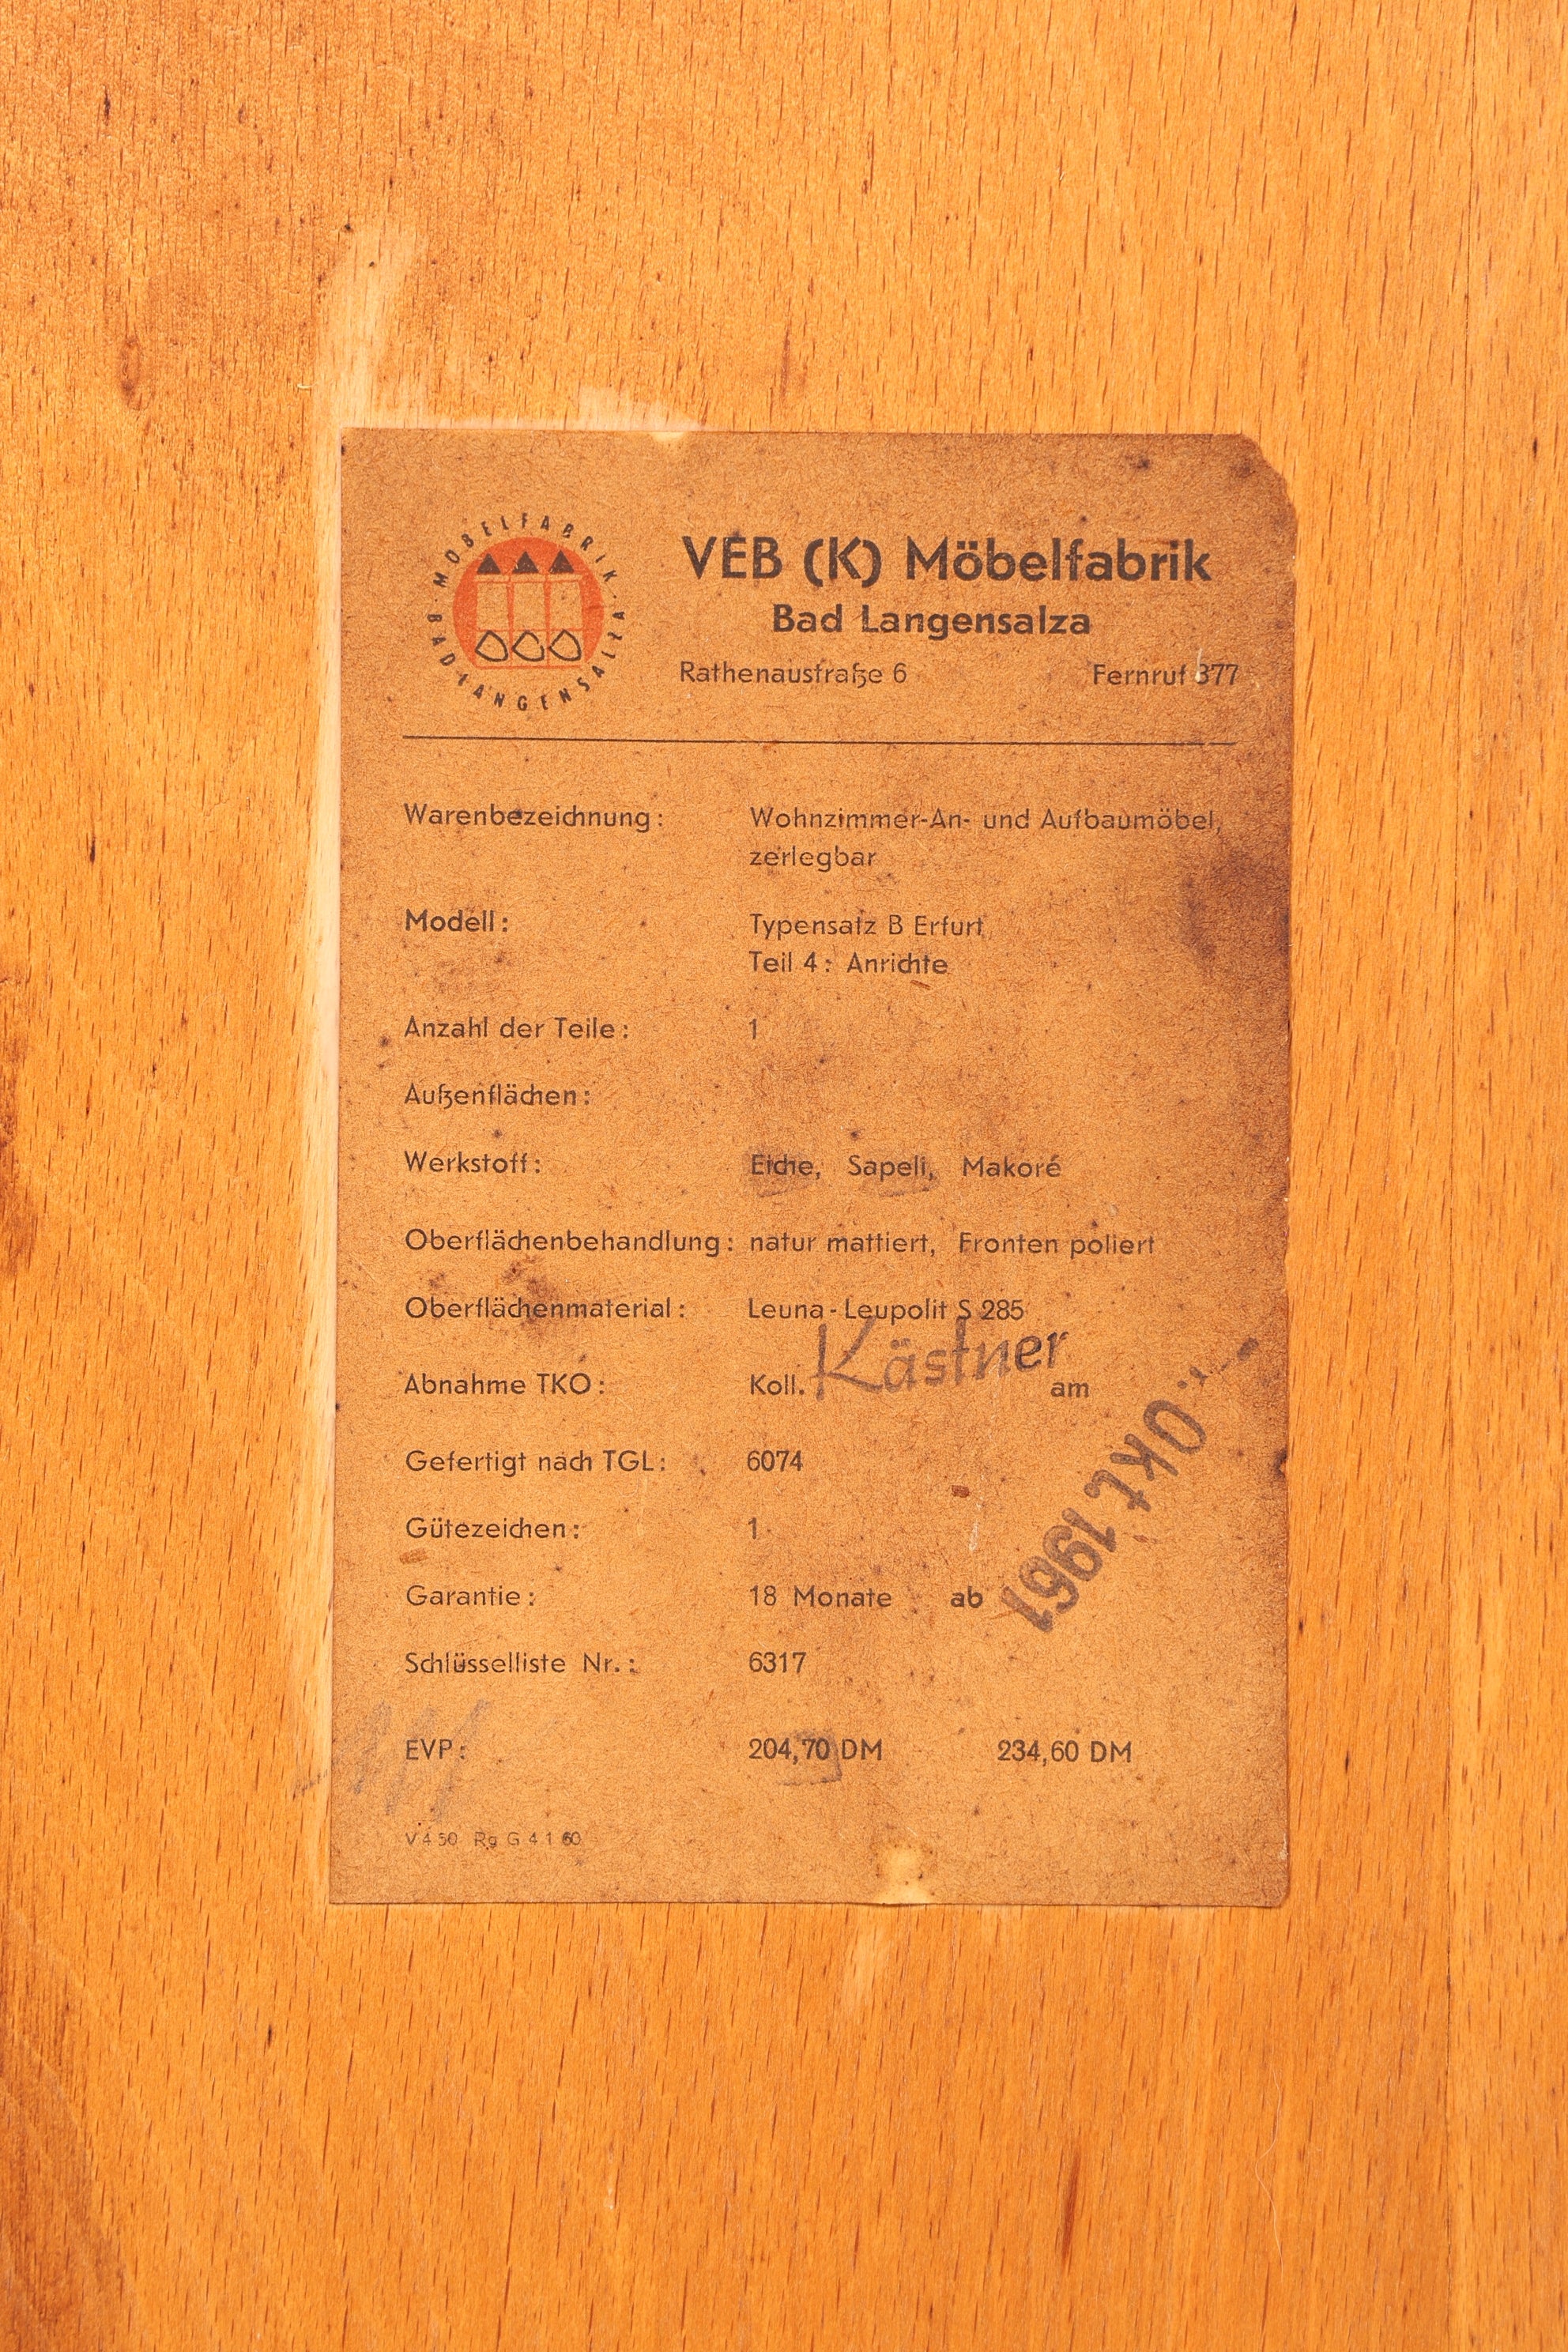 MÖBELFABRIK · BAD LANGENSALZA
VEB (K) Möbelfabrik
Bad Langensalza
Rathenaustraße 6 Fernruf 377
Warenbezeichnung: Wohnzimmer-An- und Aufbaumöbel,
zerlegbar
Modell: Typensatz B Erfurt
Teil 4: Anrichte
Anzahl der Teile: 1
Außenflächen:
Werkstoff: Eiche, Sapeli, Makoré
Oberflächenbehandlung: natur mattiert, Fronten poliert
Oberflächenmaterial: Leuna-Leupolit S 285
Abnahme TKO: Koll. Kästner am
Okt. 1961
Gefertigt nach TGL: 6074
Gütezeichen: 1
Garantie: 18 Monate ab
Schlüsselliste Nr.: 6317
EVP: 204,70 DM 234,60 DM
V 4 50 Rg G 4 1 60